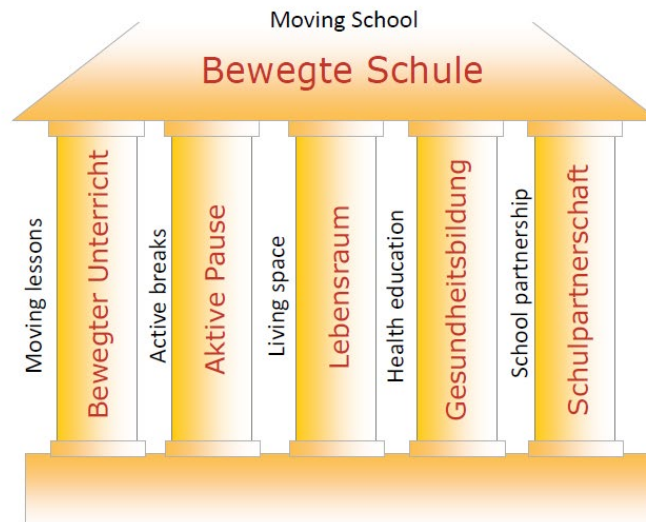 Moving School
Bewegte Schule
Moving lessons
Bewegter Unterricht
Active breaks
Aktive Pause
Living space
Lebensraum
Health education
Gesundheitsbildung
School partnership
Schulpartnerschaft